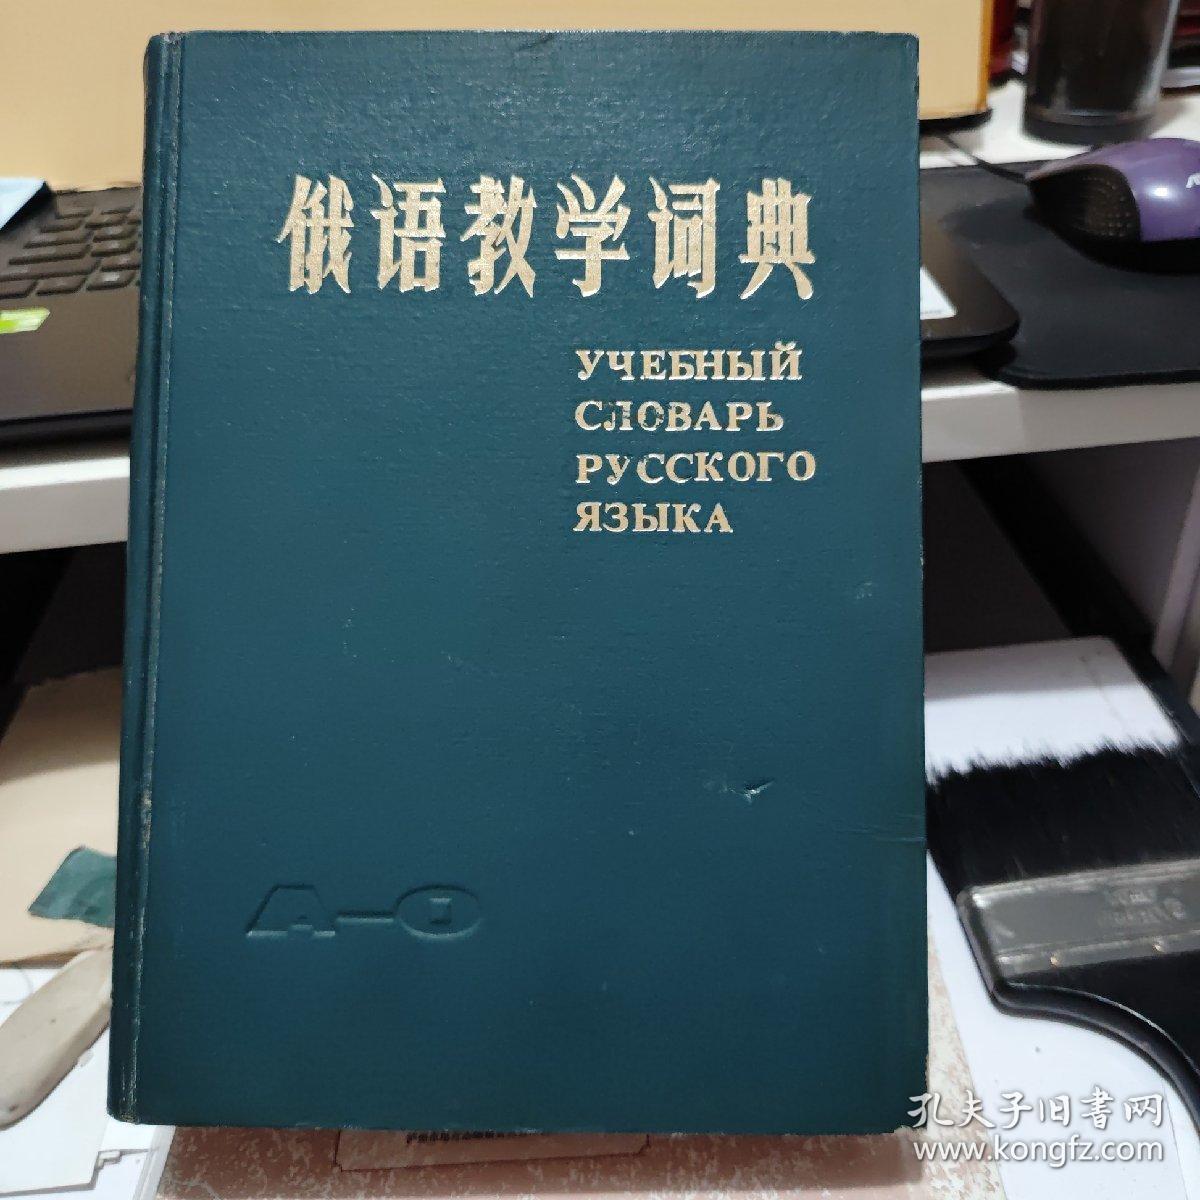 俄语教学词典
УЧЕБНЫЙ
СЛОВАРЬ
РУССКОГО
ЯЗЫКА
А-О
孔夫子旧书网
www.kongfz.com